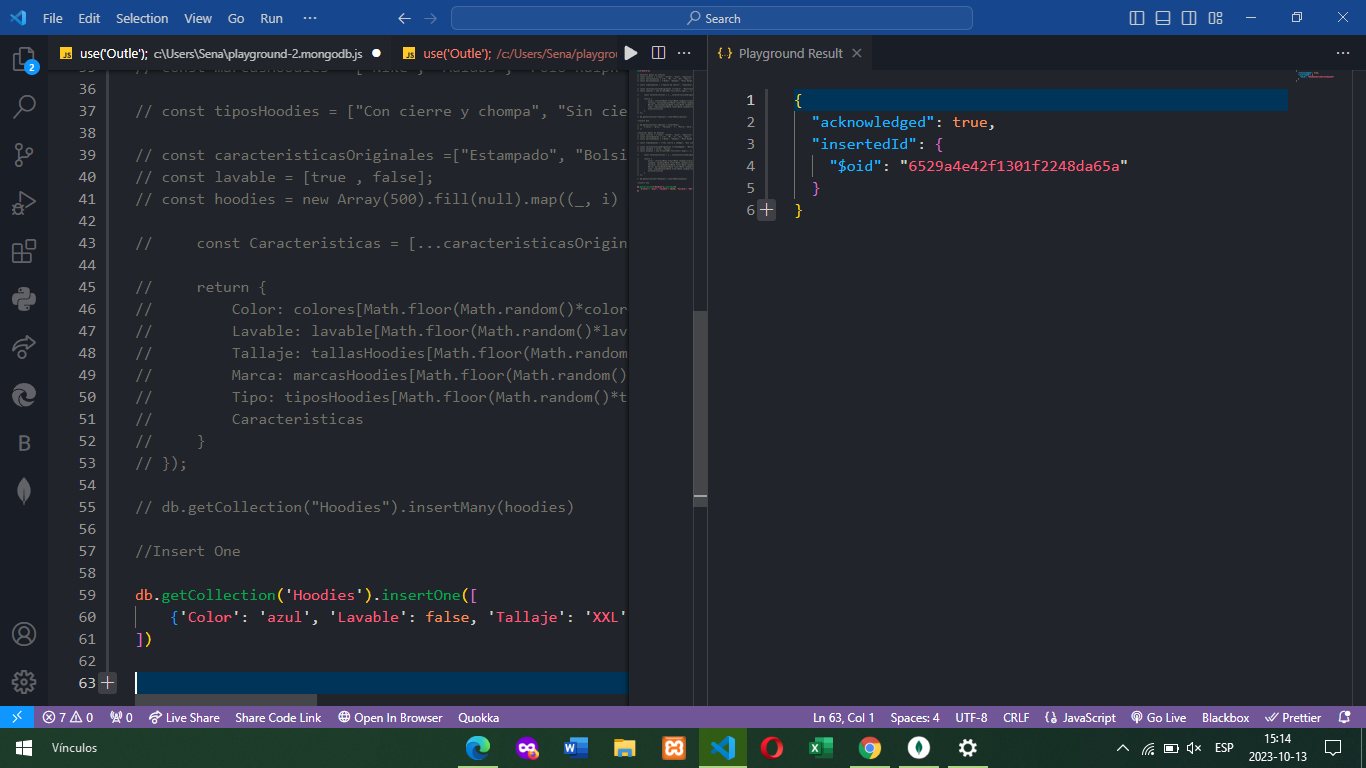 File Edit Selection View Go Run ··· Search
use('Outle'); c\Users\Sena\playground-2.mongodb.js
use('Outle'); /c:/Users/Sena/playgrou
Playground Result
36
37 // const tiposHoodies = ["Con cierre y chompa", "Sin cie
38
39 // const caracteristicasOriginales =["Estampado", "Bolsi
40 // const lavable = [true , false];
41 // const hoodies = new Array(500).fill(null).map((_, i)
42
43 // const Caracteristicas = [...caracteristicasOrigin
44
45 // return {
46 // Color: colores[Math.floor(Math.random()*color
47 // Lavable: lavable[Math.floor(Math.random()*lav
48 // Tallaje: tallasHoodies[Math.floor(Math.random
49 // Marca: marcasHoodies[Math.floor(Math.random()
50 // Tipo: tiposHoodies[Math.floor(Math.random()*t
51 // Caracteristicas
52 // }
53 // });
54
55 // db.getCollection("Hoodies").insertMany(hoodies)
56
57 //Insert One
58
59 db.getCollection('Hoodies').insertOne([
60 {'Color': 'azul', 'Lavable': false, 'Tallaje': 'XXL'
61 ])
62
63
1 {
2 "acknowledged": true,
3 "insertedId": {
4 "$oid": "6529a4e42f1301f2248da65a"
5 }
6 }
2
B
7 0 0 Live Share Share Code Link Open In Browser Quokka Ln 63, Col 1 Spaces: 4 UTF-8 CRLF JavaScript Go Live Blackbox Prettier
Vínculos
ESP
15:14
2023-10-13